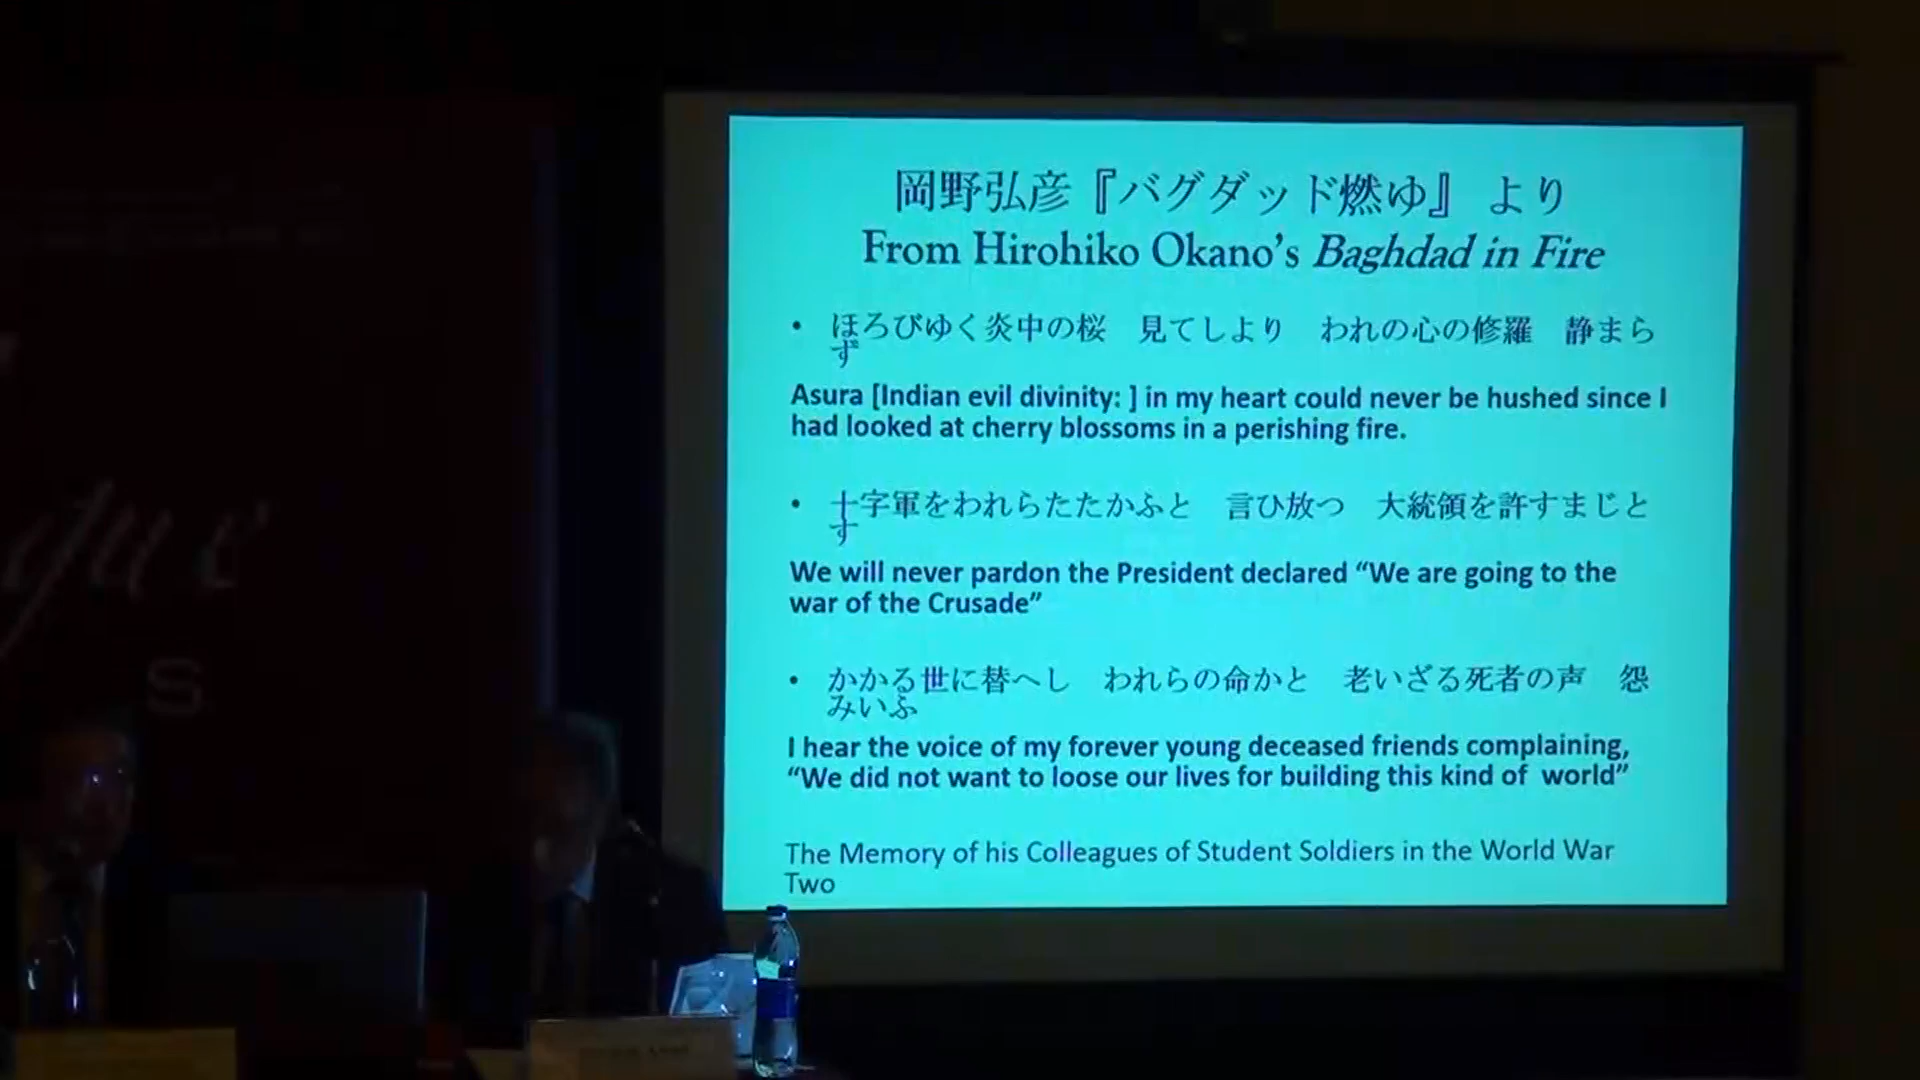 岡野弘彦『バグダッド燃ゆ』 より
From Hirohiko Okano's Baghdad in Fire
• ほろびゆく炎中の桜　見てしより　われの心の修羅　静まら
ず
Asura [Indian evil divinity: ] in my heart could never be hushed since I
had looked at cherry blossoms in a perishing fire.
• 十字軍をわれらたたかふと　言ひ放つ　大統領を許すまじと
す
We will never pardon the President declared “We are going to the
war of the Crusade”
• かかる世に替へし　われらの命かと　老いざる死者の声　怨
みいふ
I hear the voice of my forever young deceased friends complaining,
“We did not want to loose our lives for building this kind of world”
The Memory of his Colleagues of Student Soldiers in the World War
Two
S